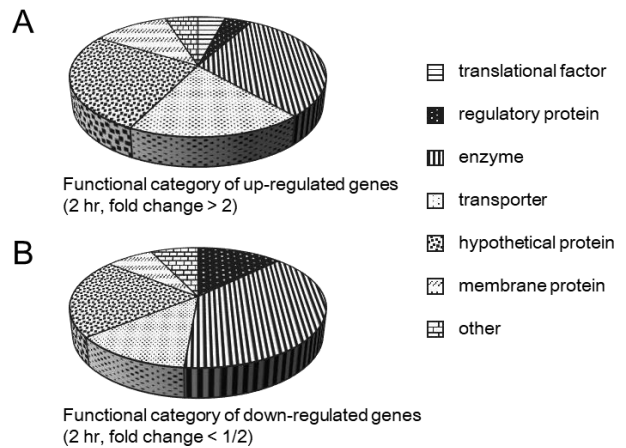 A
Functional category of up-regulated genes
(2 hr, fold change > 2)
B
Functional category of down-regulated genes
(2 hr, fold change < 1/2)
translational factor
regulatory protein
enzyme
transporter
hypothetical protein
membrane protein
other